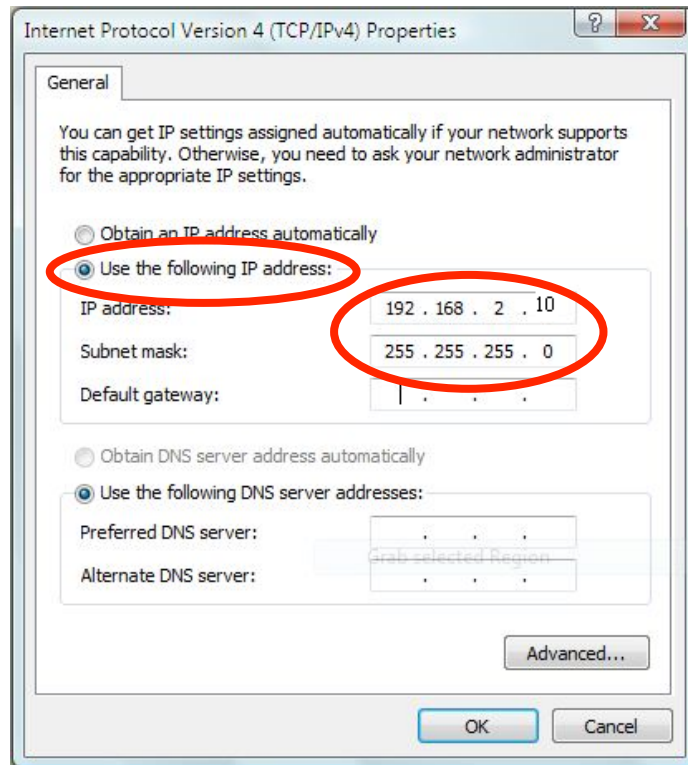 Internet Protocol Version 4 (TCP/IPv4) Properties
? X
General
You can get IP settings assigned automatically if your network supports
this capability. Otherwise, you need to ask your network administrator
for the appropriate IP settings.
Obtain an IP address automatically
Use the following IP address:
IP address: 192 . 168 . 2 . 10
Subnet mask: 255 . 255 . 255 . 0
Default gateway: . . .
Obtain DNS server address automatically
Use the following DNS server addresses:
Preferred DNS server: . . .
Grab selected Region
Alternate DNS server: . . .
Advanced...
OK Cancel